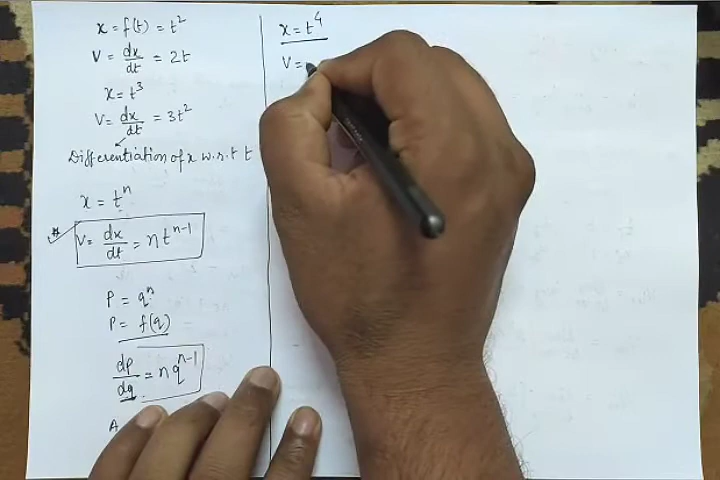 x = f(t) = t²
V = dx/dt = 2t
x = t³
V = dx/dt = 3t²
Differentiation of x w.r.t t
x = tⁿ
* V = dx/dt = n tⁿ⁻¹
P = qⁿ
P = f(q)
dp/dq = n qⁿ⁻¹
A
x = t⁴
V =